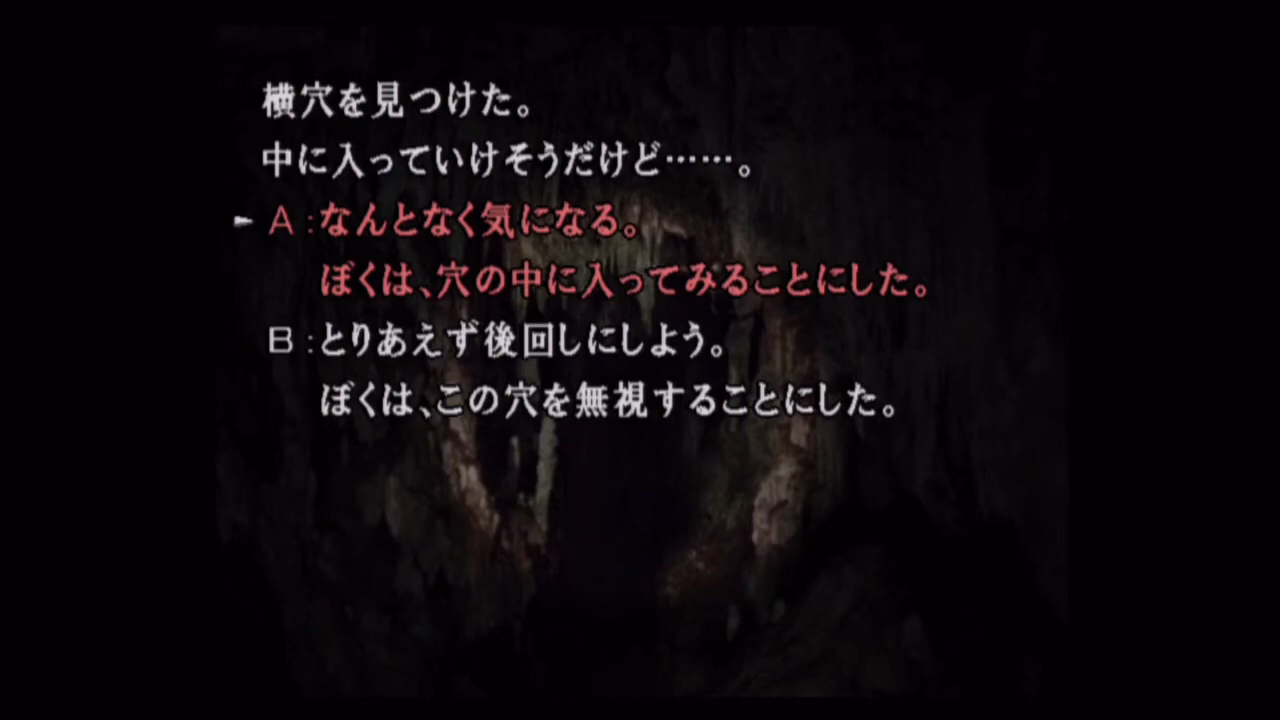 横穴を見つけた。
中に入っていけそうだけど……。
A:なんとなく気になる。
ぼくは、穴の中に入ってみることにした。
B:とりあえず後回しにしよう。
ぼくは、この穴を無視することにした。